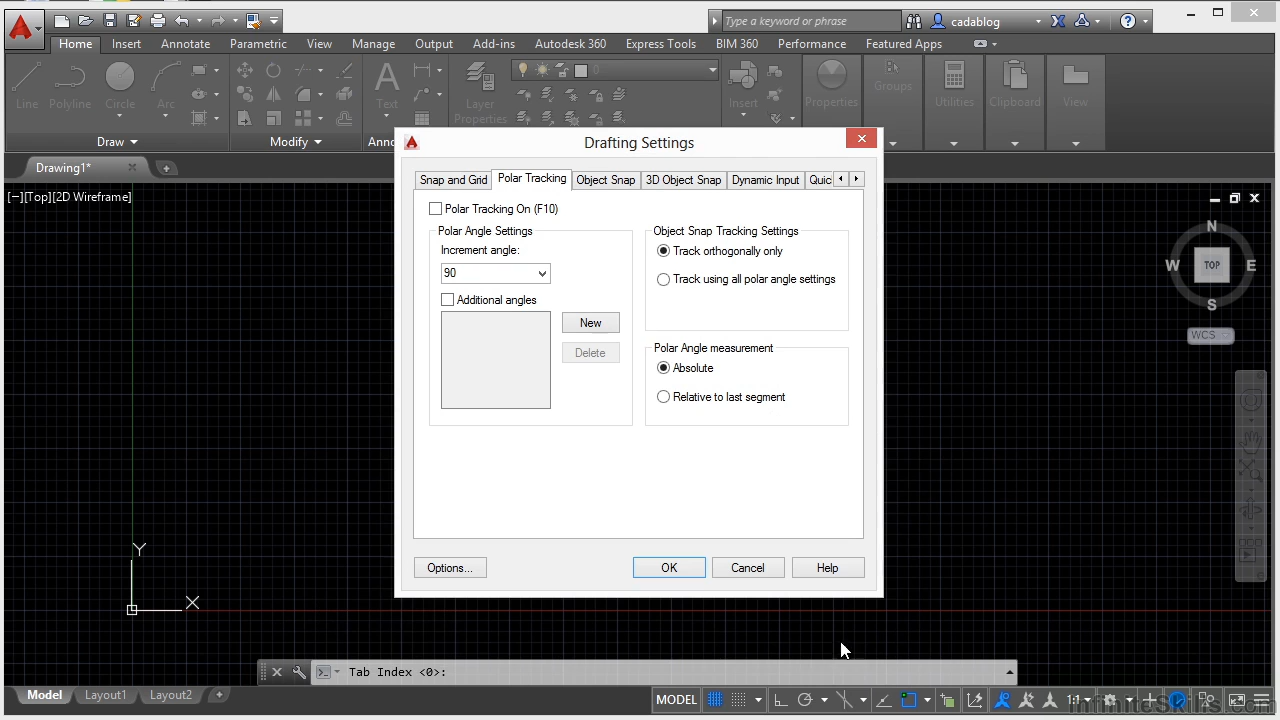 Type a keyword or phrase
cadablog
Home Insert Annotate Parametric View Manage Output Add-ins Autodesk 360 Express Tools BIM 360 Performance Featured Apps
0
Line Polyline Circle Arc Text Layer Properties Insert Properties Groups Utilities Clipboard View
Draw Modify Anno
Drawing1*
[−][Top][2D Wireframe]
Drafting Settings
Snap and Grid Polar Tracking Object Snap 3D Object Snap Dynamic Input Quic
Polar Tracking On (F10)
Polar Angle Settings
Increment angle:
90
Additional angles
New
Delete
Object Snap Tracking Settings
Track orthogonally only
Track using all polar angle settings
Polar Angle measurement
Absolute
Relative to last segment
Options...
OK
Cancel
Help
N
W TOP E
S
WCS
Y
X
Tab Index <0>:
Model Layout1 Layout2
MODEL
1:1
InfiniteSkills.com